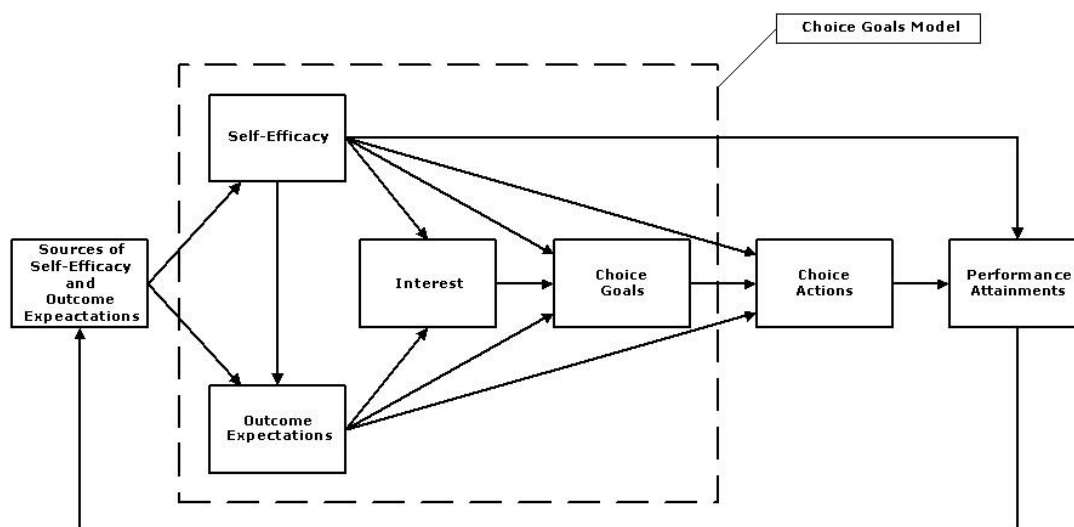 Choice Goals Model
Self-Efficacy
Sources of
Self-Efficacy
and
Outcome
Expeactations
Interest
Choice
Goals
Choice
Actions
Performance
Attainments
Outcome
Expectations